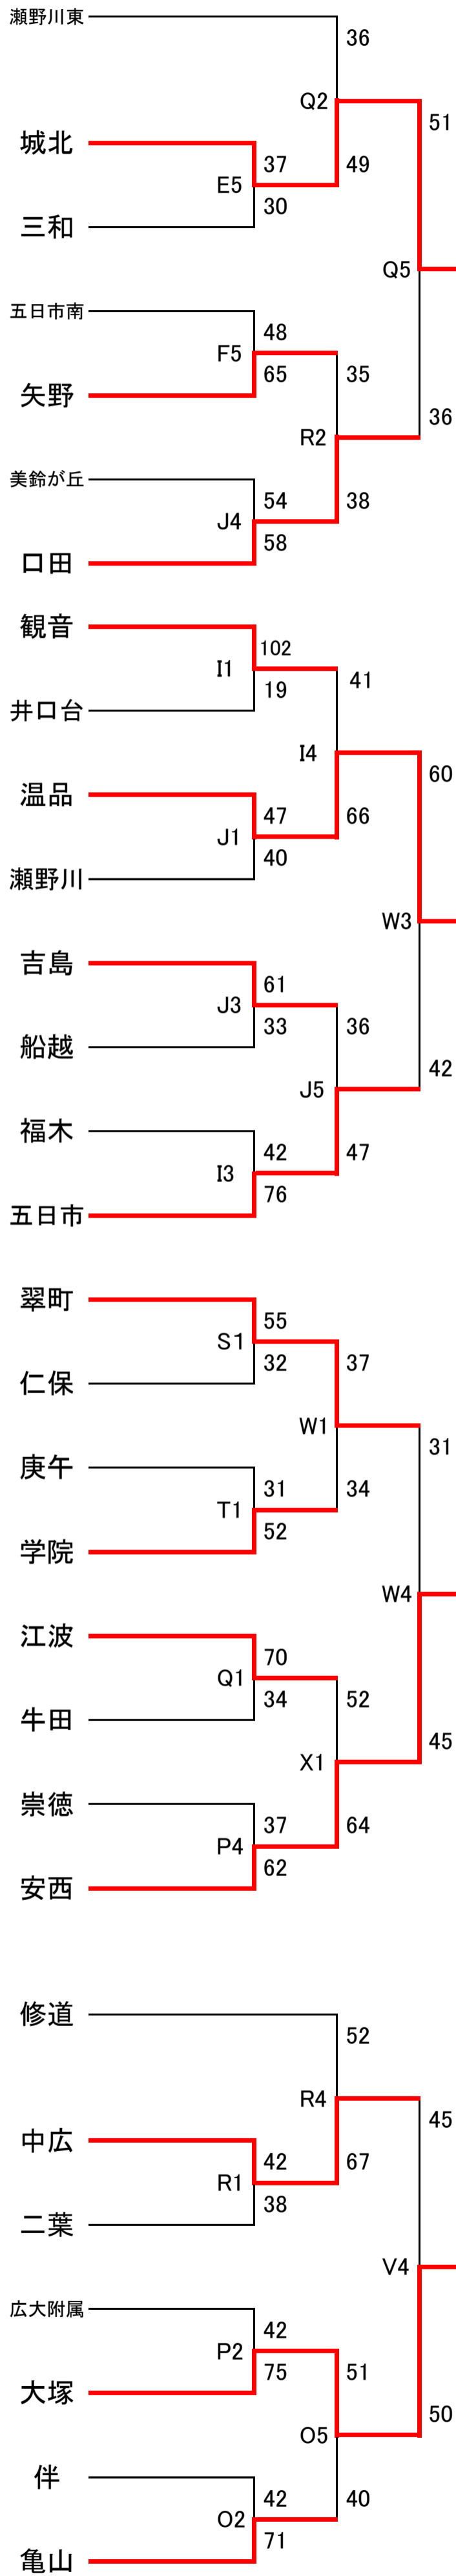 瀬野川東
36
Q2
51
城北
37
49
E5
30
三和
Q5
五日市南
48
F5
65
35
矢野
36
R2
美鈴が丘
54
38
J4
58
口田
観音
102
I1
19
41
井口台
I4
60
温品
47
66
J1
40
瀬野川
W3
吉島
61
J3
33
36
船越
42
J5
福木
42
47
I3
76
五日市
翠町
55
S1
32
37
仁保
W1
31
庚午
31
34
T1
52
学院
W4
江波
70
Q1
34
52
牛田
45
X1
崇徳
37
64
P4
62
安西
修道
52
R4
45
中広
42
67
R1
38
二葉
V4
広大附属
42
P2
75
51
大塚
50
O5
伴
42
40
O2
71
亀山